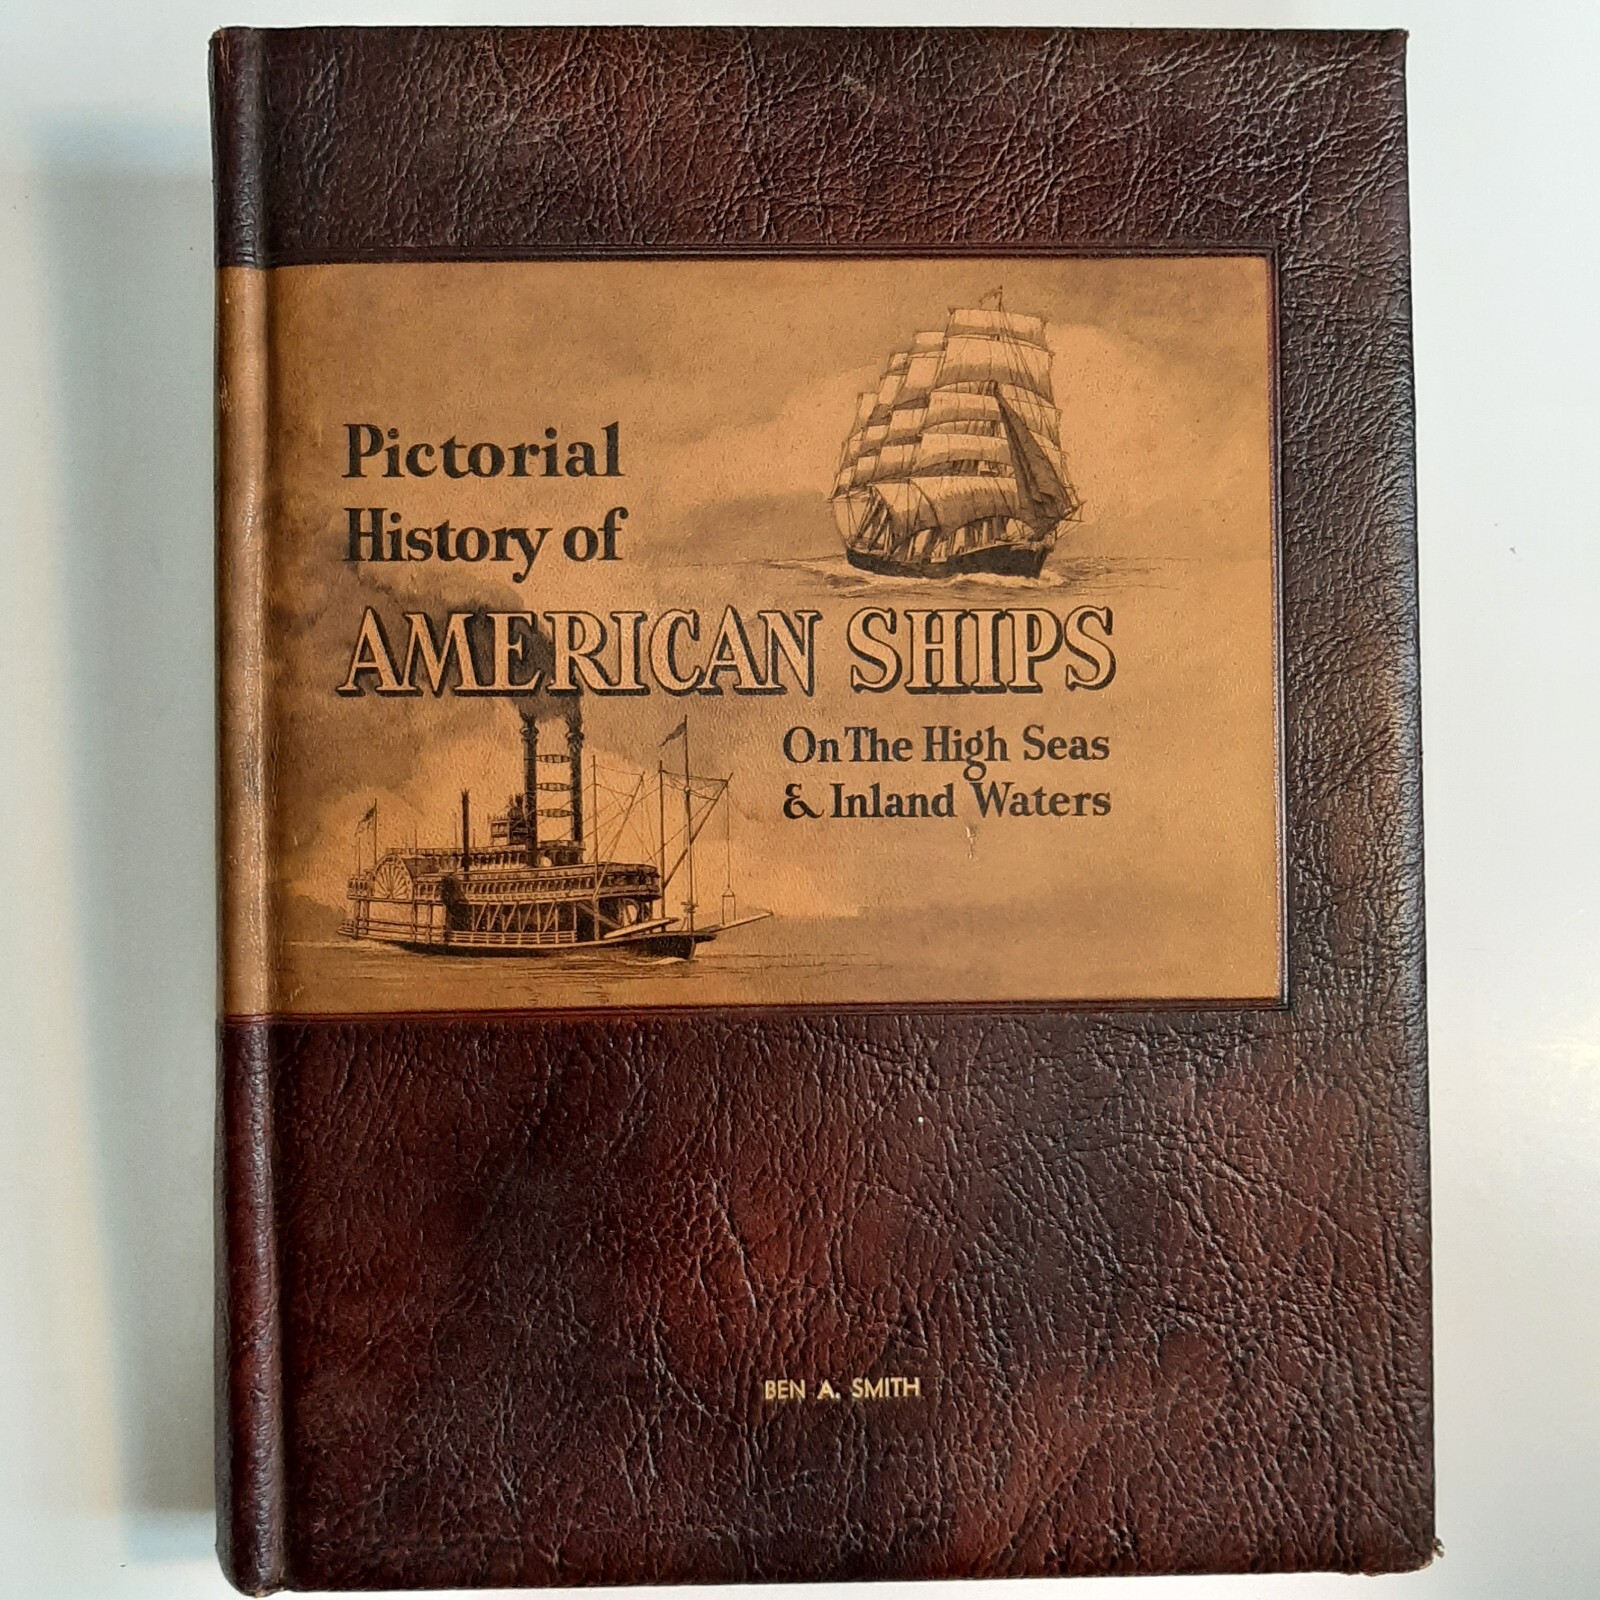 Pictorial
History of
AMERICAN SHIPS
On The High Seas
& Inland Waters
BEN A. SMITH